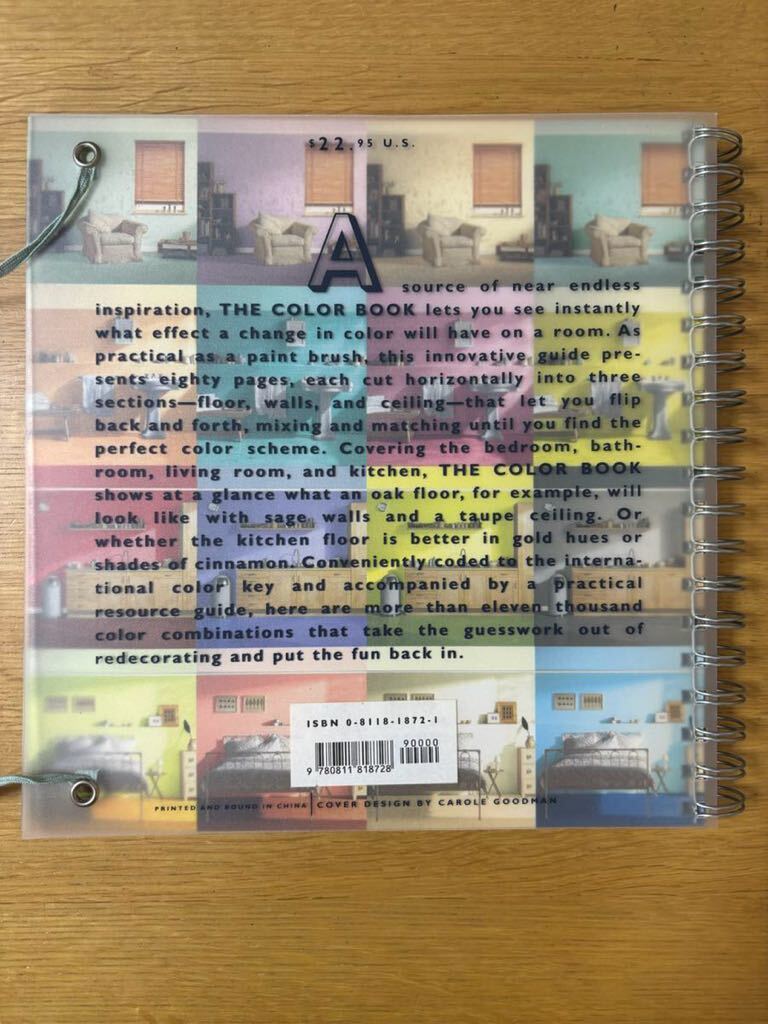 $22.95 U.S.
A source of near endless
inspiration, THE COLOR BOOK lets you see instantly
what effect a change in color will have on a room. As
practical as a paint brush, this innovative guide pre-
sents eighty pages, each cut horizontally into three
sections—floor, walls, and ceiling—that let you flip
back and forth, mixing and matching until you find the
perfect color scheme. Covering the bedroom, bath-
room, living room, and kitchen, THE COLOR BOOK
shows at a glance what an oak floor, for example, will
look like with sage walls and a taupe ceiling. Or
whether the kitchen floor is better in gold hues or
shades of cinnamon. Conveniently coded to the interna-
tional color key and accompanied by a practical
resource guide, here are more than eleven thousand
color combinations that take the guesswork out of
redecorating and put the fun back in.
ISBN 0-8118-1872-1
90000
9 780811 818728
PRINTED AND BOUND IN CHINA | COVER DESIGN BY CAROLE GOODMAN